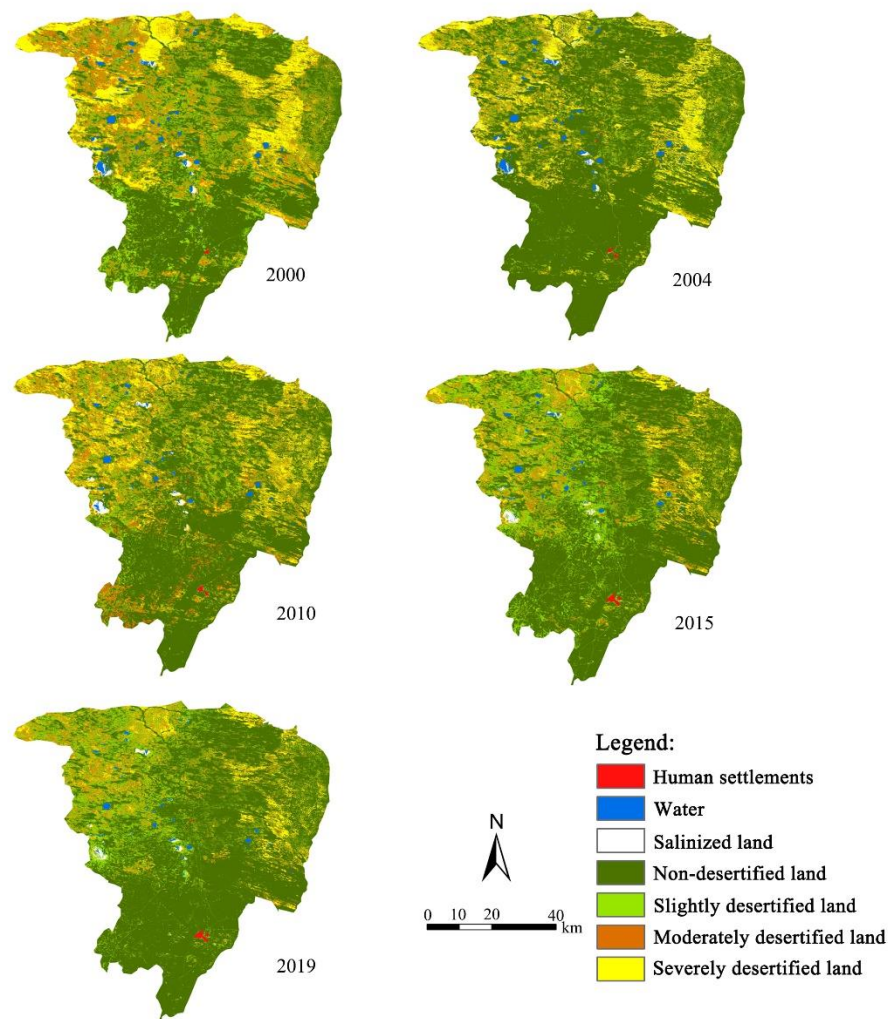 2000
2004
2010
2015
2019
Legend:
Human settlements
Water
Salinized land
Non-desertified land
Slightly desertified land
Moderately desertified land
Severely desertified land
N
0 10 20 40
km